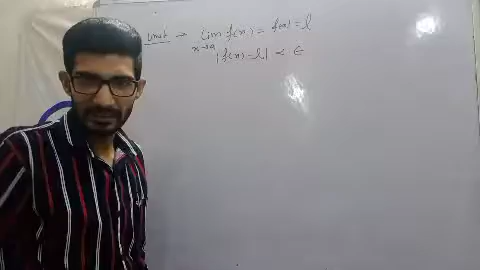 Limit → lim f(x) = f(a) = l
x→a
|f(x) - l| < ϵ